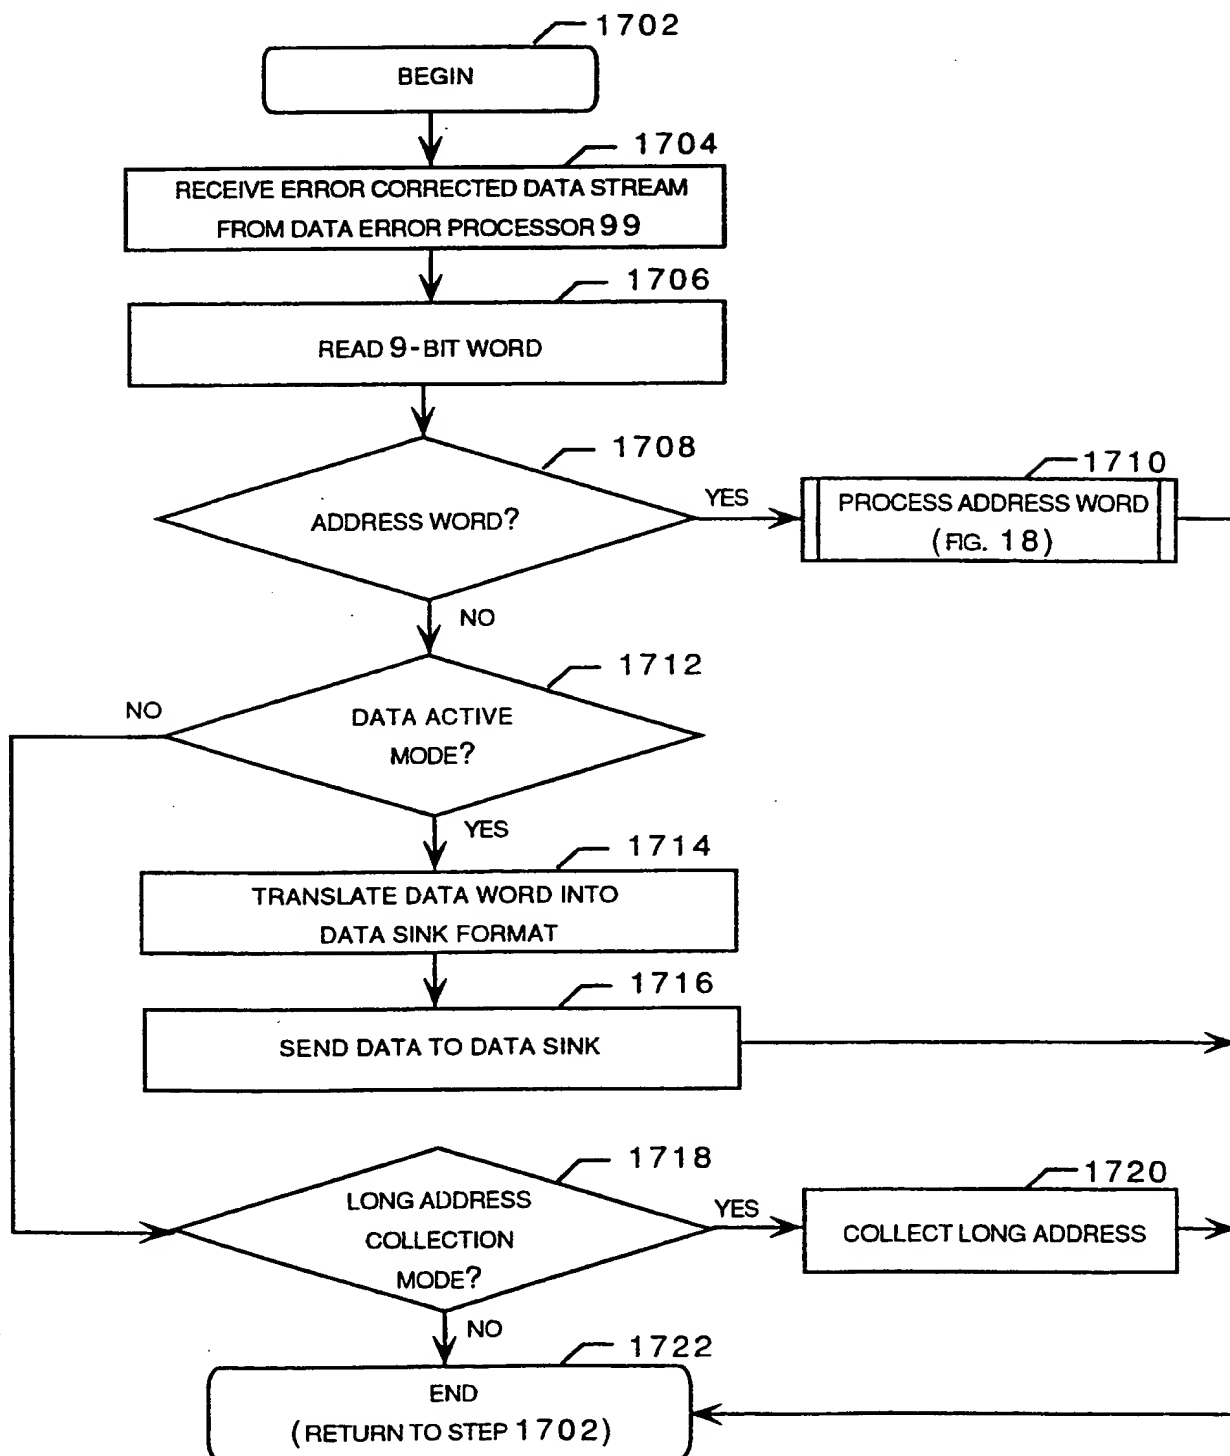 1702
BEGIN
1704
RECEIVE ERROR CORRECTED DATA STREAM
FROM DATA ERROR PROCESSOR 99
1706
READ 9-BIT WORD
1708
ADDRESS WORD?
YES
1710
PROCESS ADDRESS WORD
(FIG. 18)
NO
1712
DATA ACTIVE
MODE?
NO
YES
1714
TRANSLATE DATA WORD INTO
DATA SINK FORMAT
1716
SEND DATA TO DATA SINK
1718
LONG ADDRESS
COLLECTION
MODE?
YES
1720
COLLECT LONG ADDRESS
NO
1722
END
(RETURN TO STEP 1702)